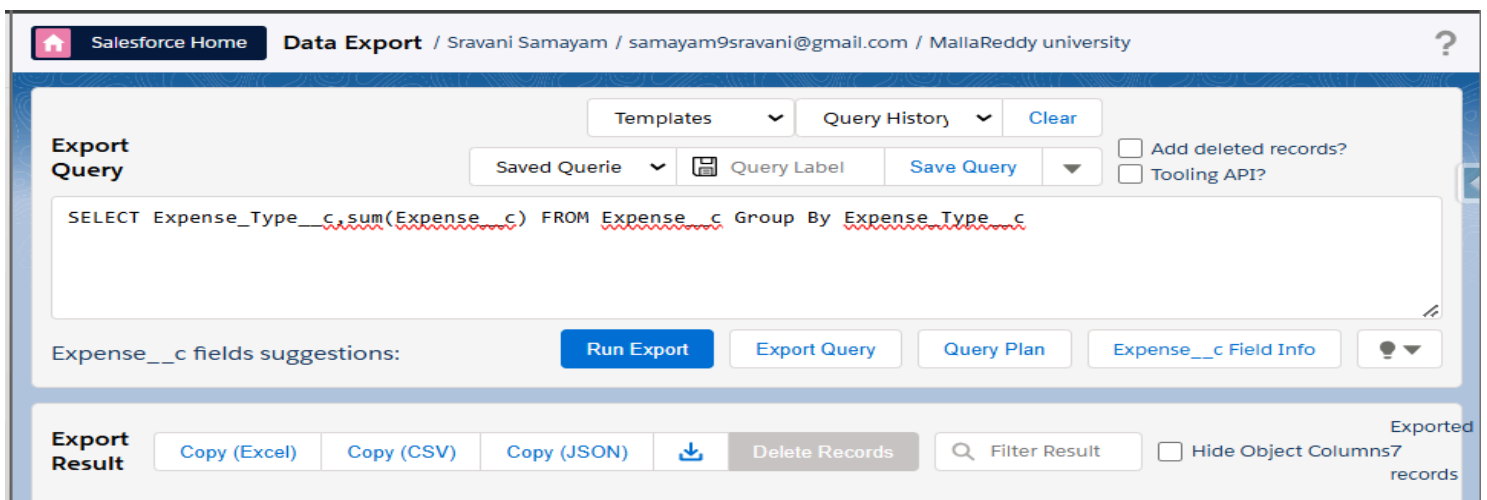 Salesforce Home Data Export / Sravani Samayam / samayam9sravani@gmail.com / MallaReddy university ?
Templates Query History Clear
Export
Query
Saved Querie Query Label Save Query
Add deleted records?
Tooling API?
SELECT Expense_Type__c,sum(Expense__c) FROM Expense__c Group By Expense_Type__c
Expense__c fields suggestions: Run Export Export Query Query Plan Expense__c Field Info
Export
Result
Copy (Excel) Copy (CSV) Copy (JSON) Delete Records Filter Result Hide Object Columns
Exported
7
records